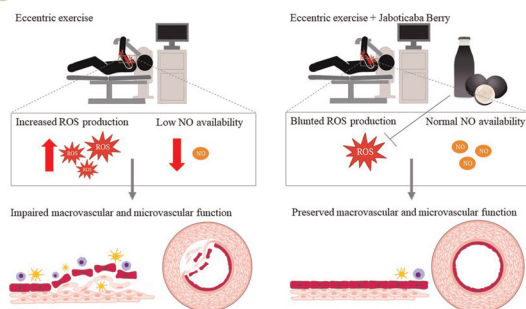 Eccentric exercise
Increased ROS production
Low NO availability
ROS
ROS
ROS
NO
Impaired macrovascular and microvascular function
Eccentric exercise + Jaboticaba Berry
Blunted ROS production
Normal NO availability
ROS
NO
NO
NO
Preserved macrovascular and microvascular function